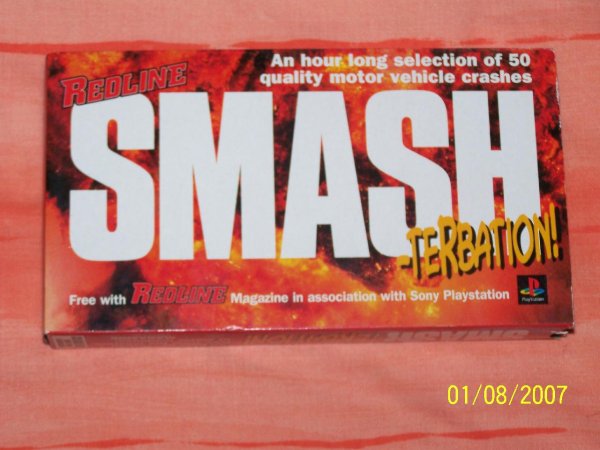 REDLINE
An hour long selection of 50
quality motor vehicle crashes
SMASH
-TERBATION!
Free with REDLINE Magazine in association with Sony Playstation
PlayStation
01/08/2007